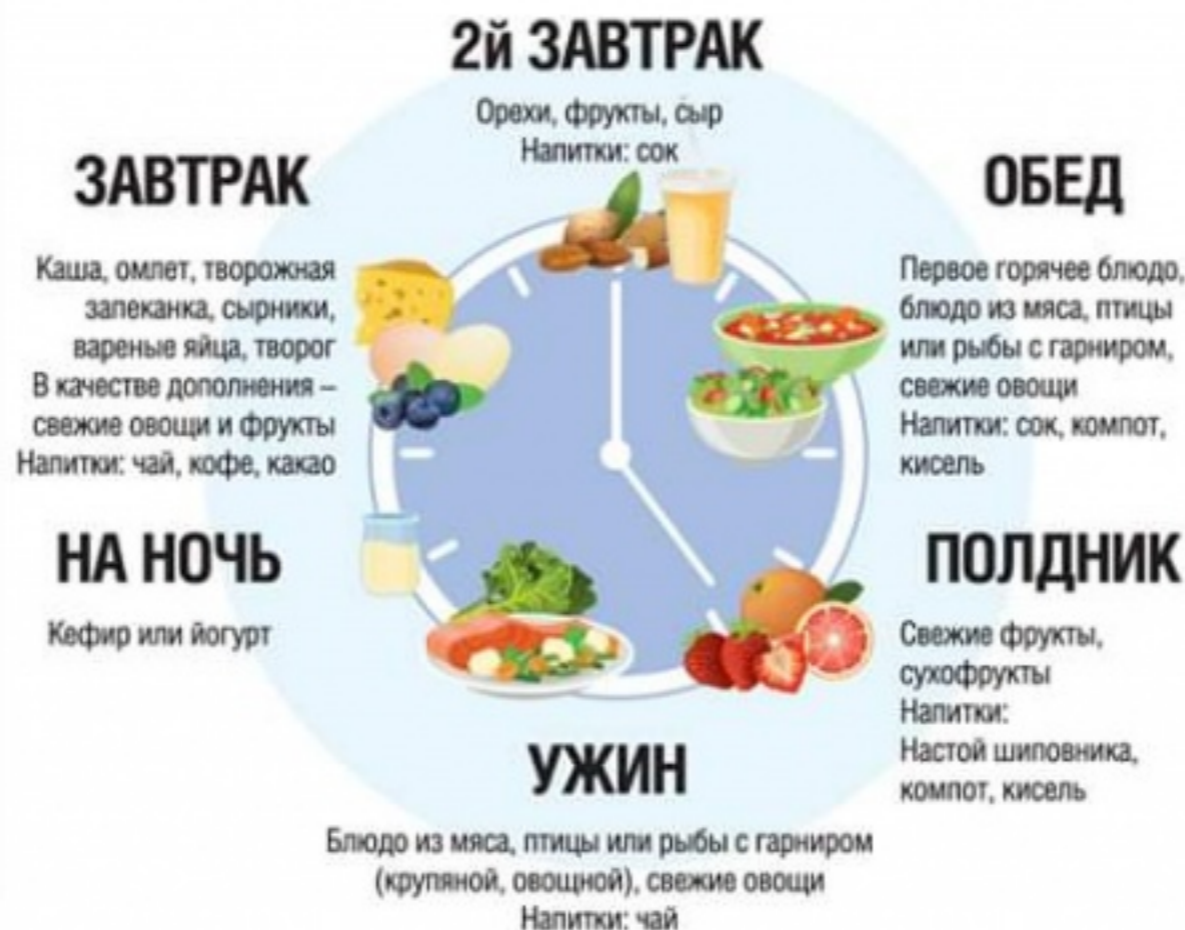 2й ЗАВТРАК
Орехи, фрукты, сыр
Напитки: сок
ЗАВТРАК
Каша, омлет, творожная
запеканка, сырники,
вареные яйца, творог
В качестве дополнения –
свежие овощи и фрукты
Напитки: чай, кофе, какао
ОБЕД
Первое горячее блюдо,
блюдо из мяса, птицы
или рыбы с гарниром,
свежие овощи
Напитки: сок, компот,
кисель
НА НОЧЬ
Кефир или йогурт
ПОЛДНИК
Свежие фрукты,
сухофрукты
Напитки:
Настой шиповника,
компот, кисель
УЖИН
Блюдо из мяса, птицы или рыбы с гарниром
(крупяной, овощной), свежие овощи
Напитки: чай